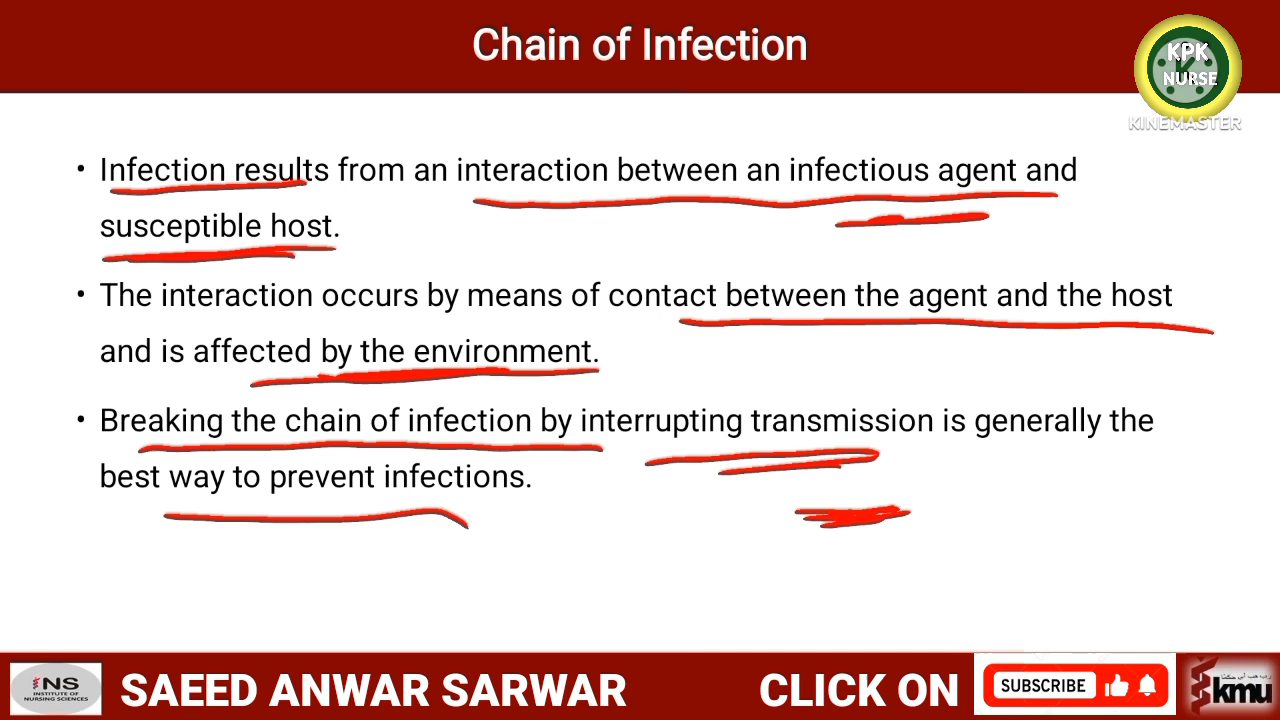 Chain of Infection
KPK
NURSE
KINEMASTER
• Infection results from an interaction between an infectious agent and
susceptible host.
• The interaction occurs by means of contact between the agent and the host
and is affected by the environment.
• Breaking the chain of infection by interrupting transmission is generally the
best way to prevent infections.
INS
INSTITUTE OF
NURSING SCIENCES
SAEED ANWAR SARWAR
CLICK ON
SUBSCRIBE
kmu